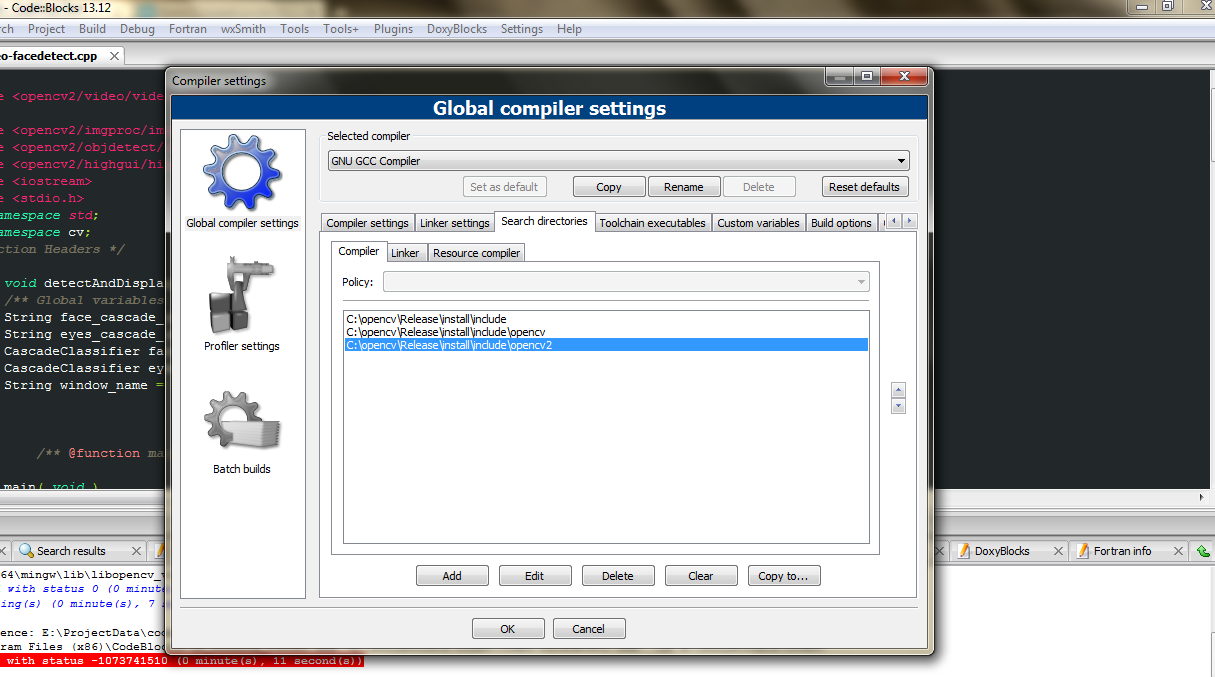 - Code::Blocks 13.12
rch Project Build Debug Fortran wxSmith Tools Tools+ Plugins DoxyBlocks Settings Help
eo-facedetect.cpp
e <opencv2/video/vide
e <opencv2/imgproc/im
e <opencv2/objdetect/
e <opencv2/highgui/hi
e <iostream>
e <stdio.h>
amespace std;
amespace cv;
ction Headers */
void detectAndDispla
/** Global variables
String face_cascade_
String eyes_cascade_
CascadeClassifier fa
CascadeClassifier ey
String window_name =
/** @function ma
main( void )
Compiler settings
Global compiler settings
Global compiler settings
Profiler settings
Batch builds
Selected compiler
GNU GCC Compiler
Set as default Copy Rename Delete Reset defaults
Compiler settings Linker settings Search directories Toolchain executables Custom variables Build options
Compiler Linker Resource compiler
Policy:
C:\opencv\Release\install\include
C:\opencv\Release\install\include\opencv
C:\opencv\Release\install\include\opencv2
Add Edit Delete Clear Copy to...
OK Cancel
Search results DoxyBlocks Fortran info
64\mingw\lib\libopencv_v
with status 0 (0 minute
ing(s) (0 minute(s), 7 s
ence: E:\ProjectData\cod
ram Files (x86)\CodeBloc
with status -1073741510 (0 minute(s), 11 second(s))